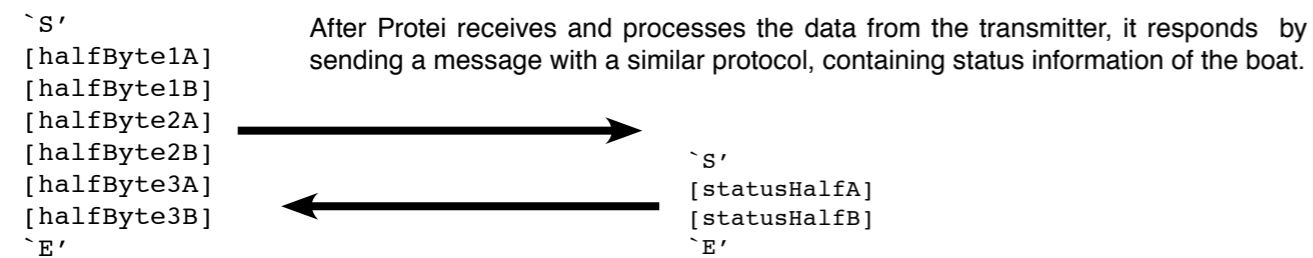 `S’
[halfByte1A]
[halfByte1B]
[halfByte2A]
[halfByte2B]
[halfByte3A]
[halfByte3B]
`E’
After Protei receives and processes the data from the transmitter, it responds by
sending a message with a similar protocol, containing status information of the boat.
`S’
[statusHalfA]
[statusHalfB]
`E’